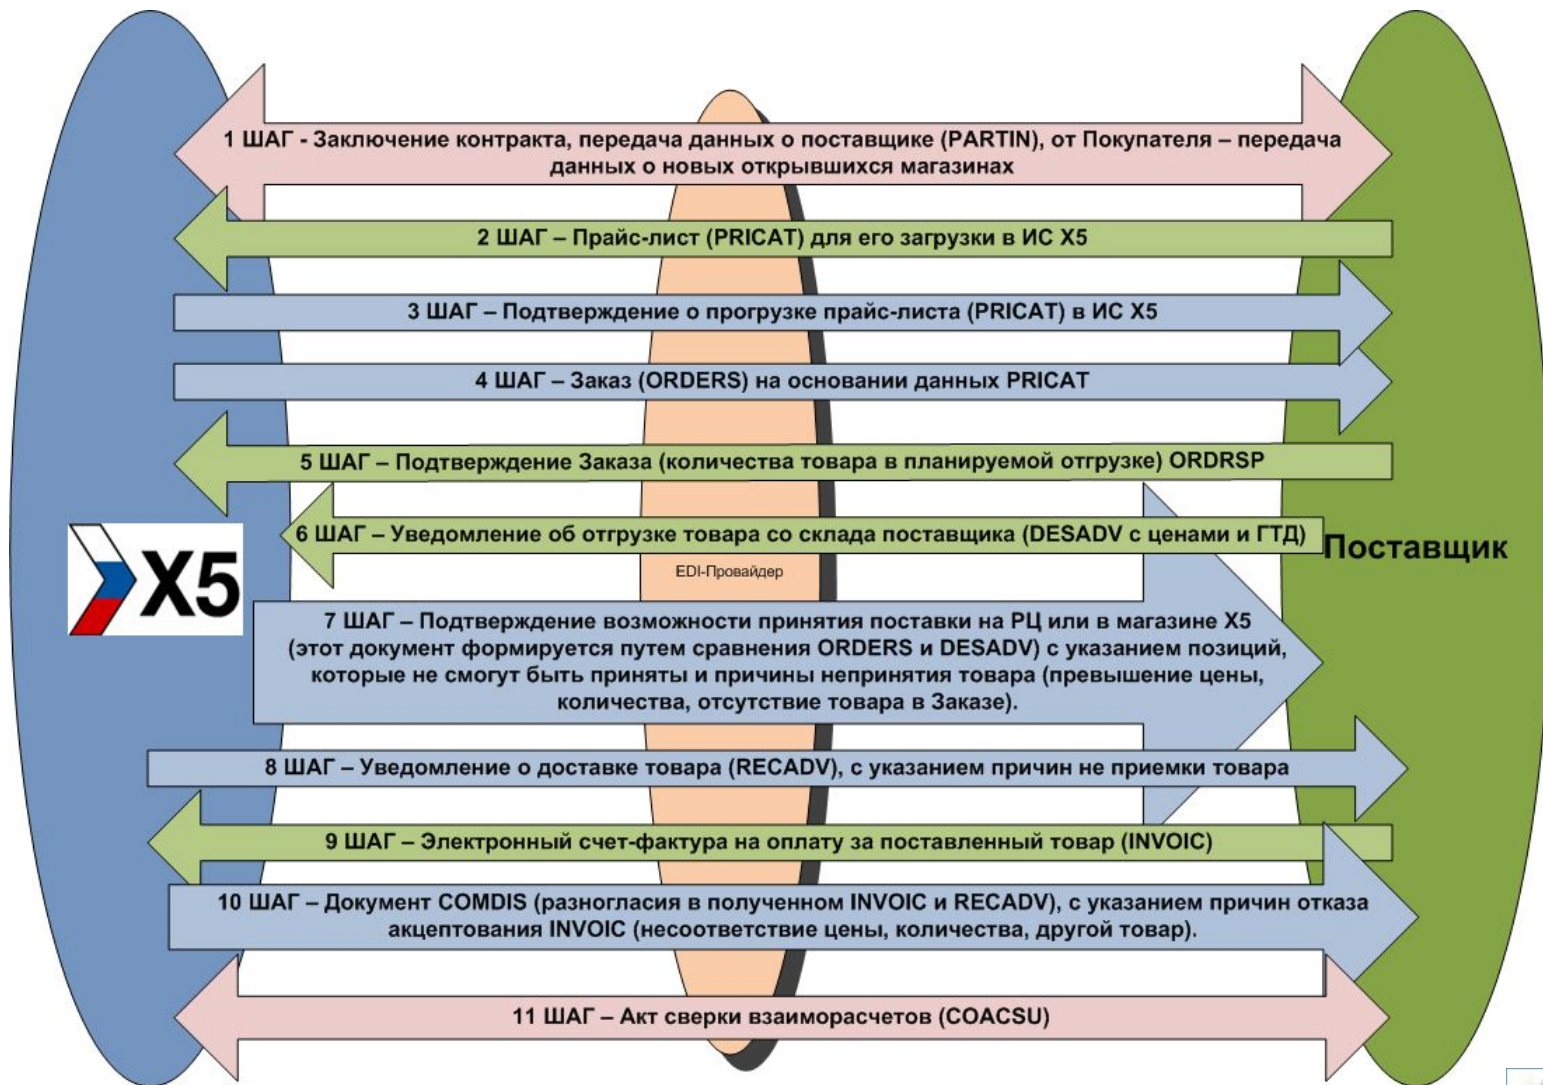 1 ШАГ - Заключение контракта, передача данных о поставщике (PARTIN), от Покупателя – передача
данных о новых открывшихся магазинах
2 ШАГ – Прайс-лист (PRICAT) для его загрузки в ИС X5
3 ШАГ – Подтверждение о прогрузке прайс-листа (PRICAT) в ИС X5
4 ШАГ – Заказ (ORDERS) на основании данных PRICAT
5 ШАГ – Подтверждение Заказа (количества товара в планируемой отгрузке) ORDRSP
6 ШАГ – Уведомление об отгрузке товара со склада поставщика (DESADV с ценами и ГТД)
Поставщик
EDI-Провайдер
X5
7 ШАГ – Подтверждение возможности принятия поставки на РЦ или в магазине X5
(этот документ формируется путем сравнения ORDERS и DESADV) с указанием позиций,
которые не смогут быть приняты и причины непринятия товара (превышение цены,
количества, отсутствие товара в Заказе).
8 ШАГ – Уведомление о доставке товара (RECADV), с указанием причин не приемки товара
9 ШАГ – Электронный счет-фактура на оплату за поставленный товар (INVOIC)
10 ШАГ – Документ COMDIS (разногласия в полученном INVOIC и RECADV), с указанием причин отказа
акцептования INVOIC (несоответствие цены, количества, другой товар).
11 ШАГ – Акт сверки взаиморасчетов (COACSU)